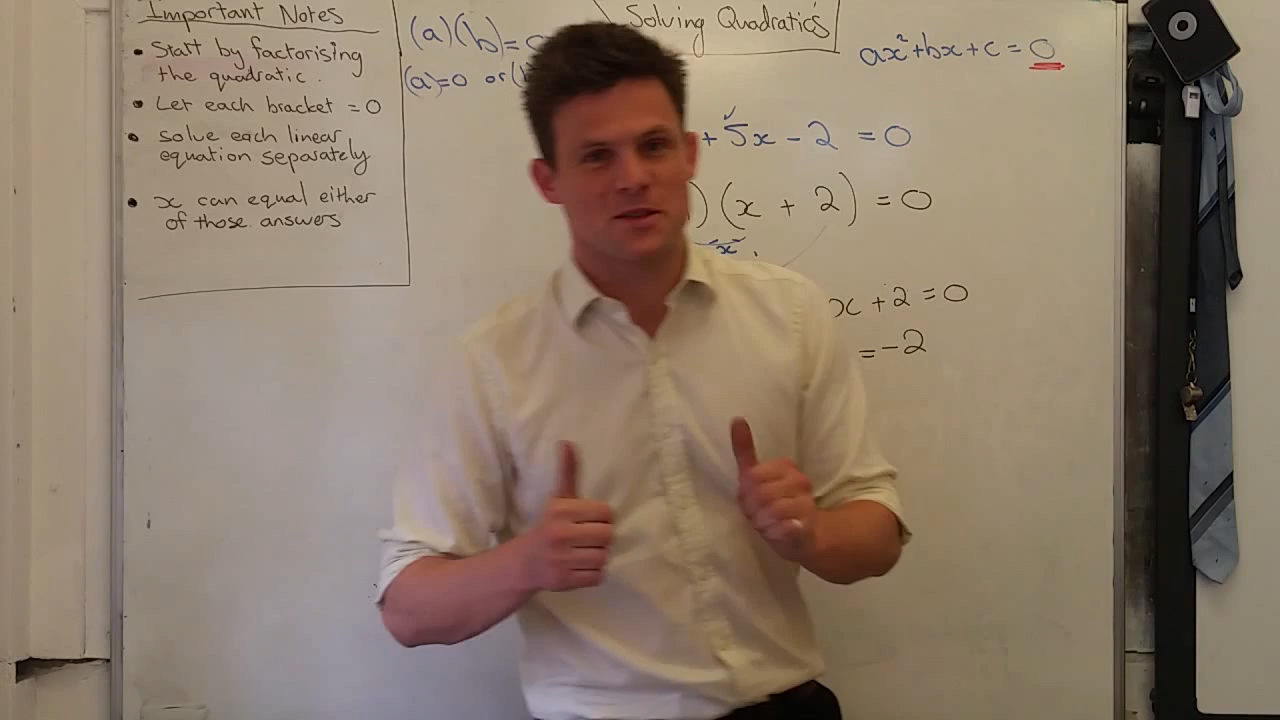 Important Notes
• Start by factorising
the quadratic.
• Let each bracket = 0
• solve each linear
equation separately
• x can equal either
of those answers
(a)(b)=0
(a)=0 or (
Solving Quadratics
ax²+bx+c = 0
+ 5x - 2 = 0
)(x + 2) = 0
x
x + 2 = 0
= -2